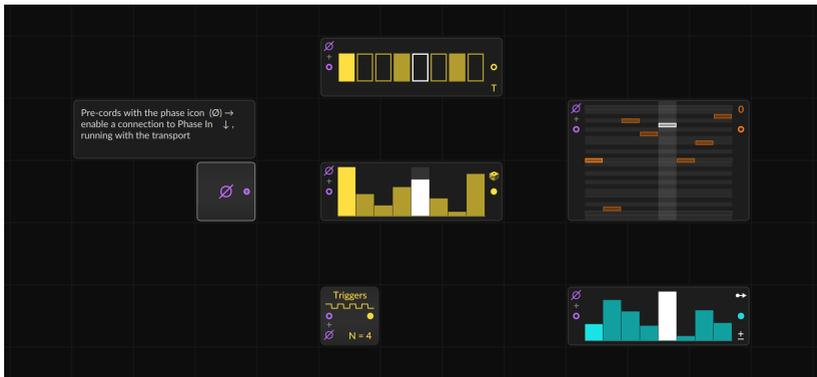 Ø
+
T
Pre-cords with the phase icon (Ø) →
enable a connection to Phase In ↓,
running with the transport
Ø
+
0
Ø
Ø
+
Triggers
+
Ø N = 4
Ø
+
±